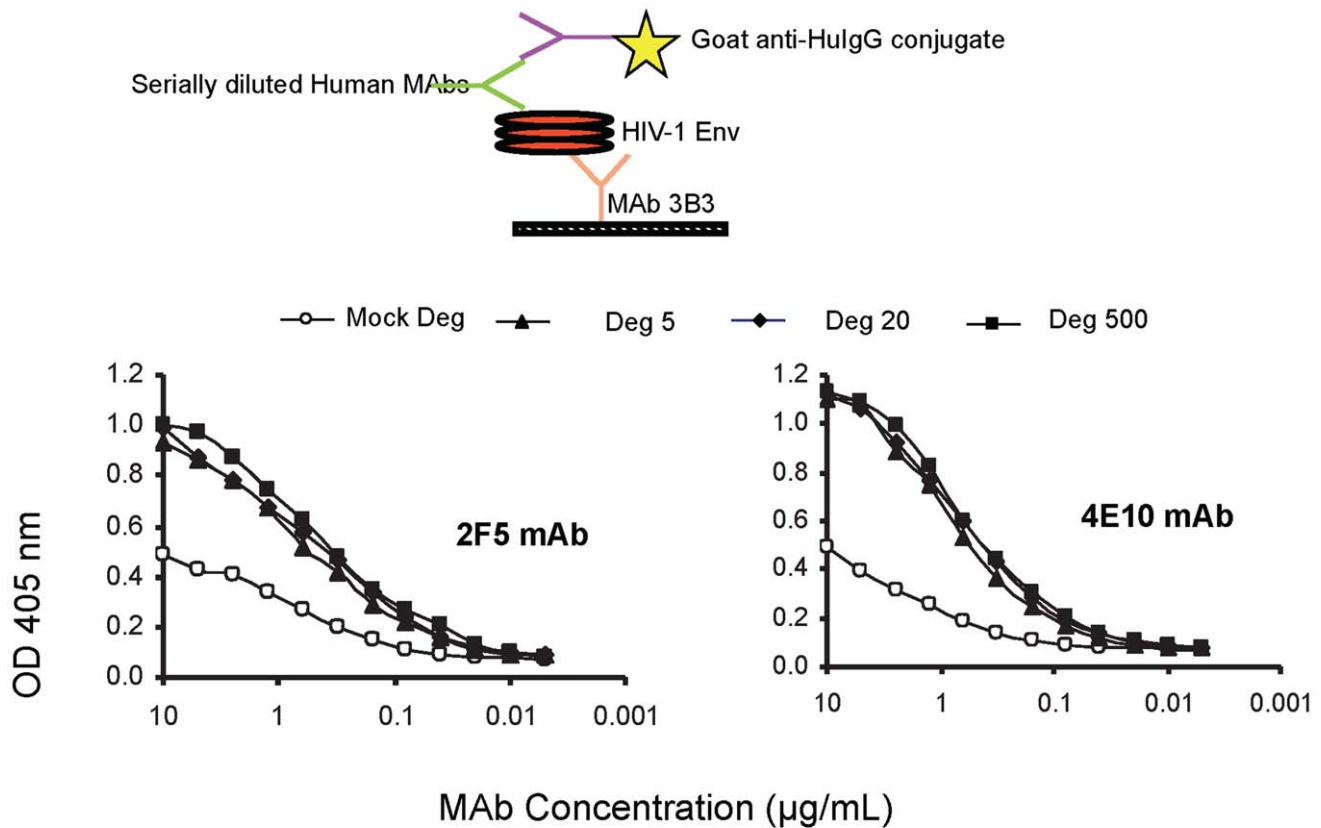 Goat anti-HuIgG conjugate
Serially diluted Human MAbs
HIV-1 Env
MAb 3B3
Mock Deg Deg 5 Deg 20 Deg 500
1.2 1.2
1.0 1.0
0.8 0.8
0.6 0.6
2F5 mAb 4E10 mAb
0.4 0.4
0.2 0.2
0.0 0.0
10 1 0.1 0.01 0.001 10 1 0.1 0.01 0.001
OD 405 nm
MAb Concentration (µg/mL)